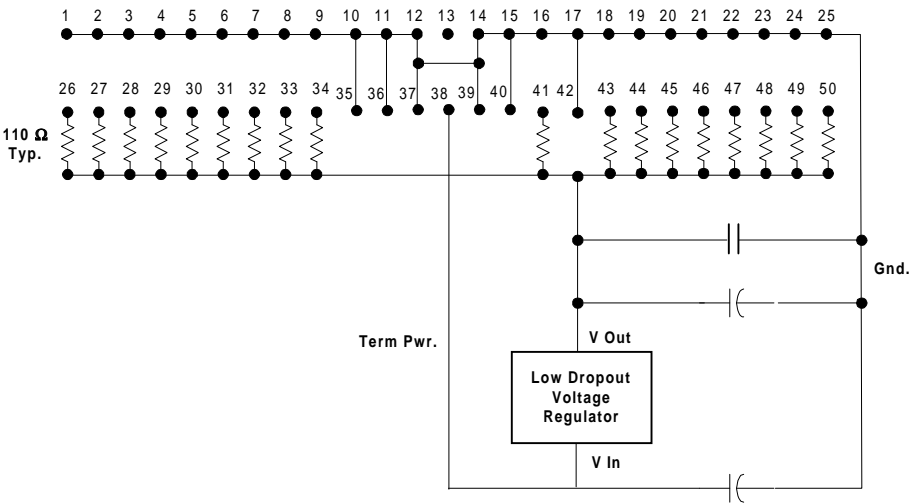 1 2 3 4 5 6 7 8 9 10 11 12 13 14 15 16 17 18 19 20 21 22 23 24 25
26 27 28 29 30 31 32 33 34 35 36 37 38 39 40 41 42 43 44 45 46 47 48 49 50
110 Ω
Typ.
Gnd.
Term Pwr.
V Out
Low Dropout
Voltage
Regulator
V In